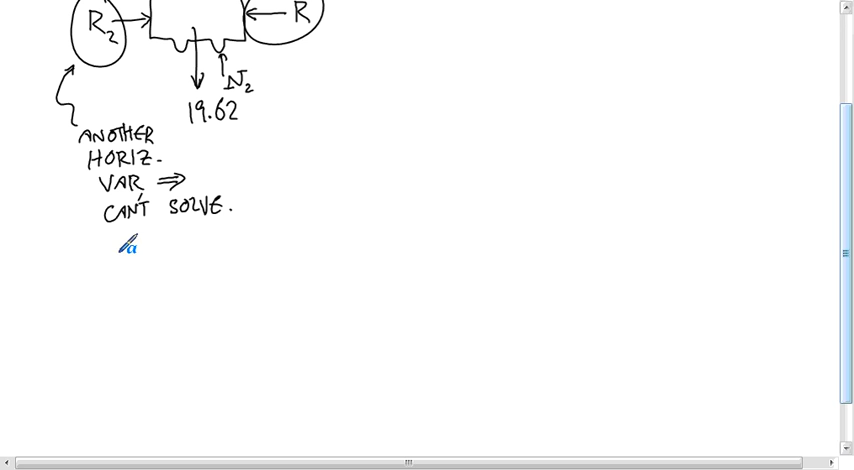 R₂
R
N₂
19.62
ANOTHER
HORIZ.
VAR ⇒
CAN'T SOLVE.